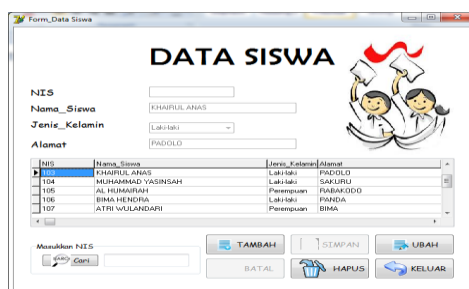 Form_Data Siswa
DATA SISWA
NIS
Nama_Siswa KHAIRUL ANAS
Jenis_Kelamin Laki-laki
Alamat PADOLO
NIS Nama_Siswa Jenis_Kelamin Alamat
103 KHAIRUL ANAS Laki-laki PADOLO
104 MUHAMMAD YASINSAH Laki-laki SAKURU
105 AL HUMAIRAH Perempuan RABAKODO
106 BIMA HENDRA Laki-laki PANDA
107 ATRI WULANDARI Perempuan BIMA
Masukkan NIS
Cari
TAMBAH SIMPAN UBAH
BATAL HAPUS KELUAR